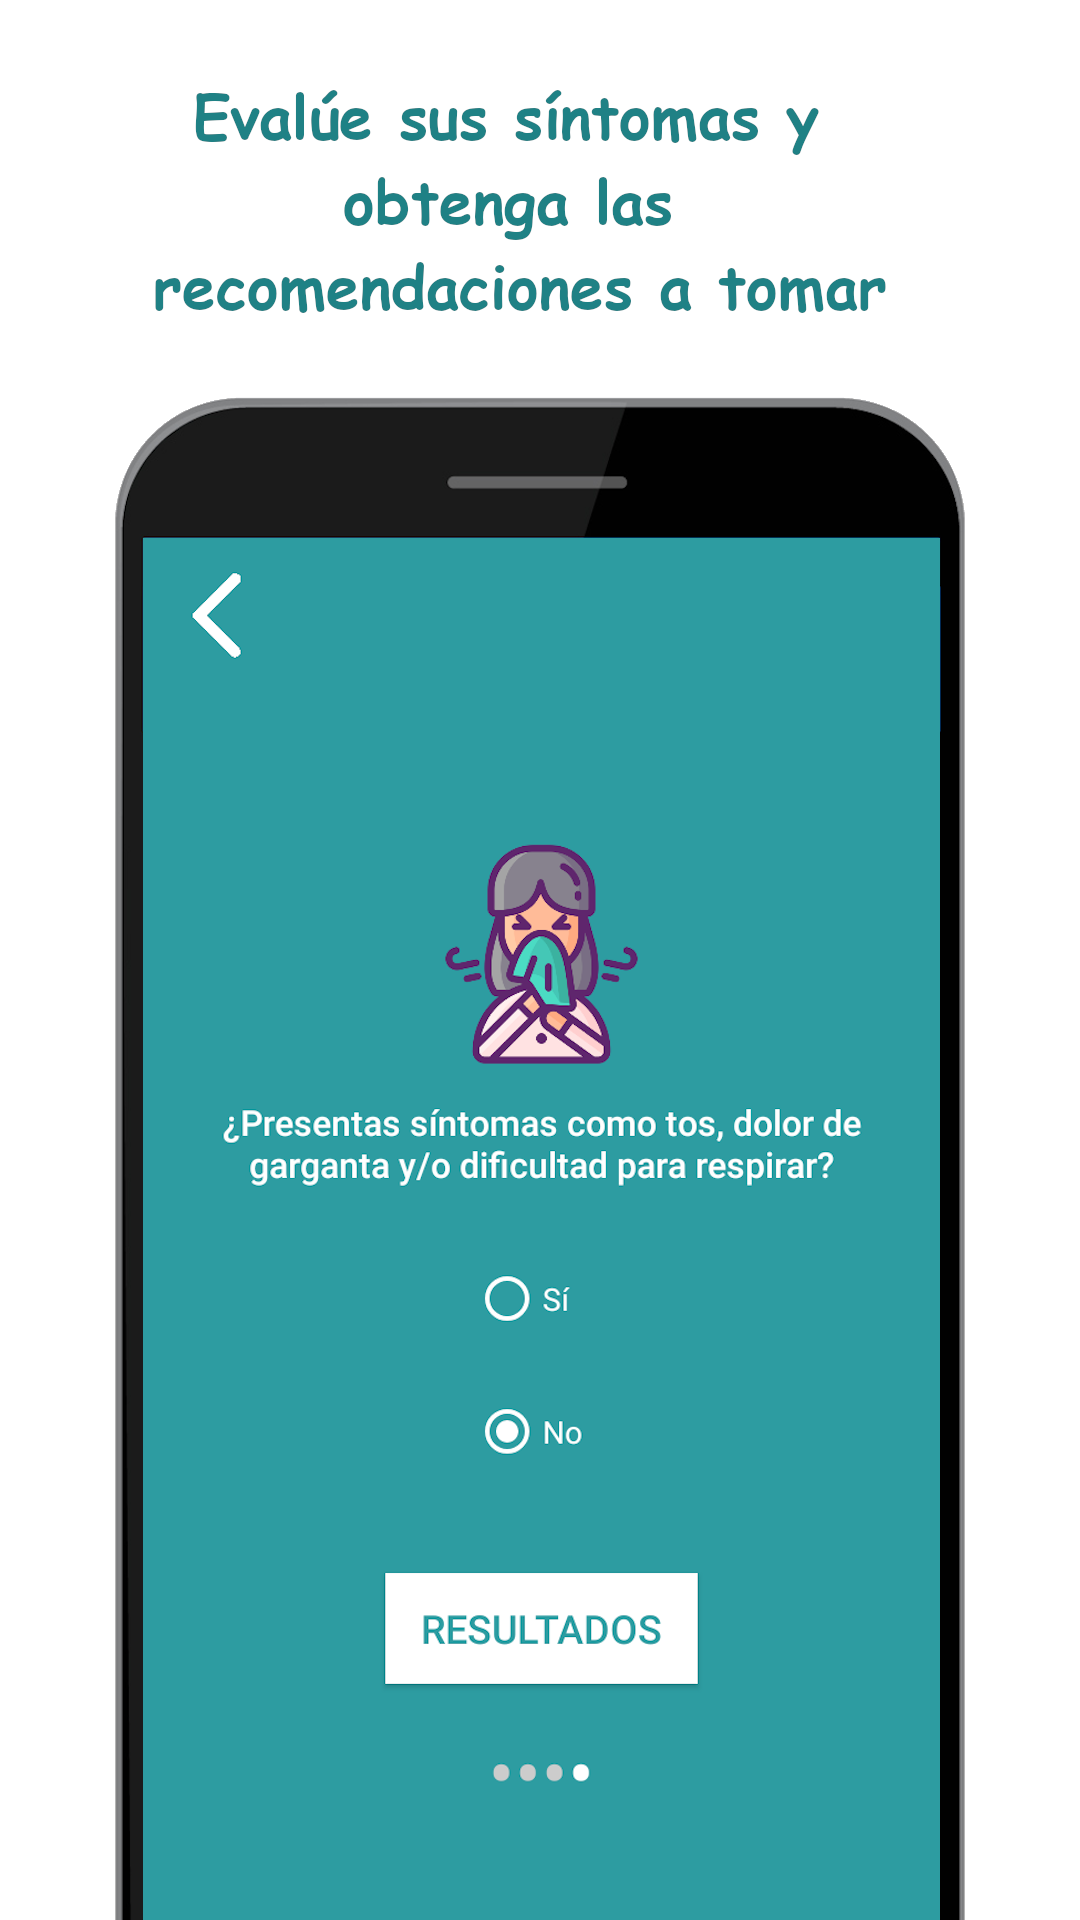 Evalúe sus síntomas y
obtenga las
recomendaciones a tomar
¿Presentas síntomas como tos, dolor de
garganta y/o dificultad para respirar?
Sí
No
RESULTADOS